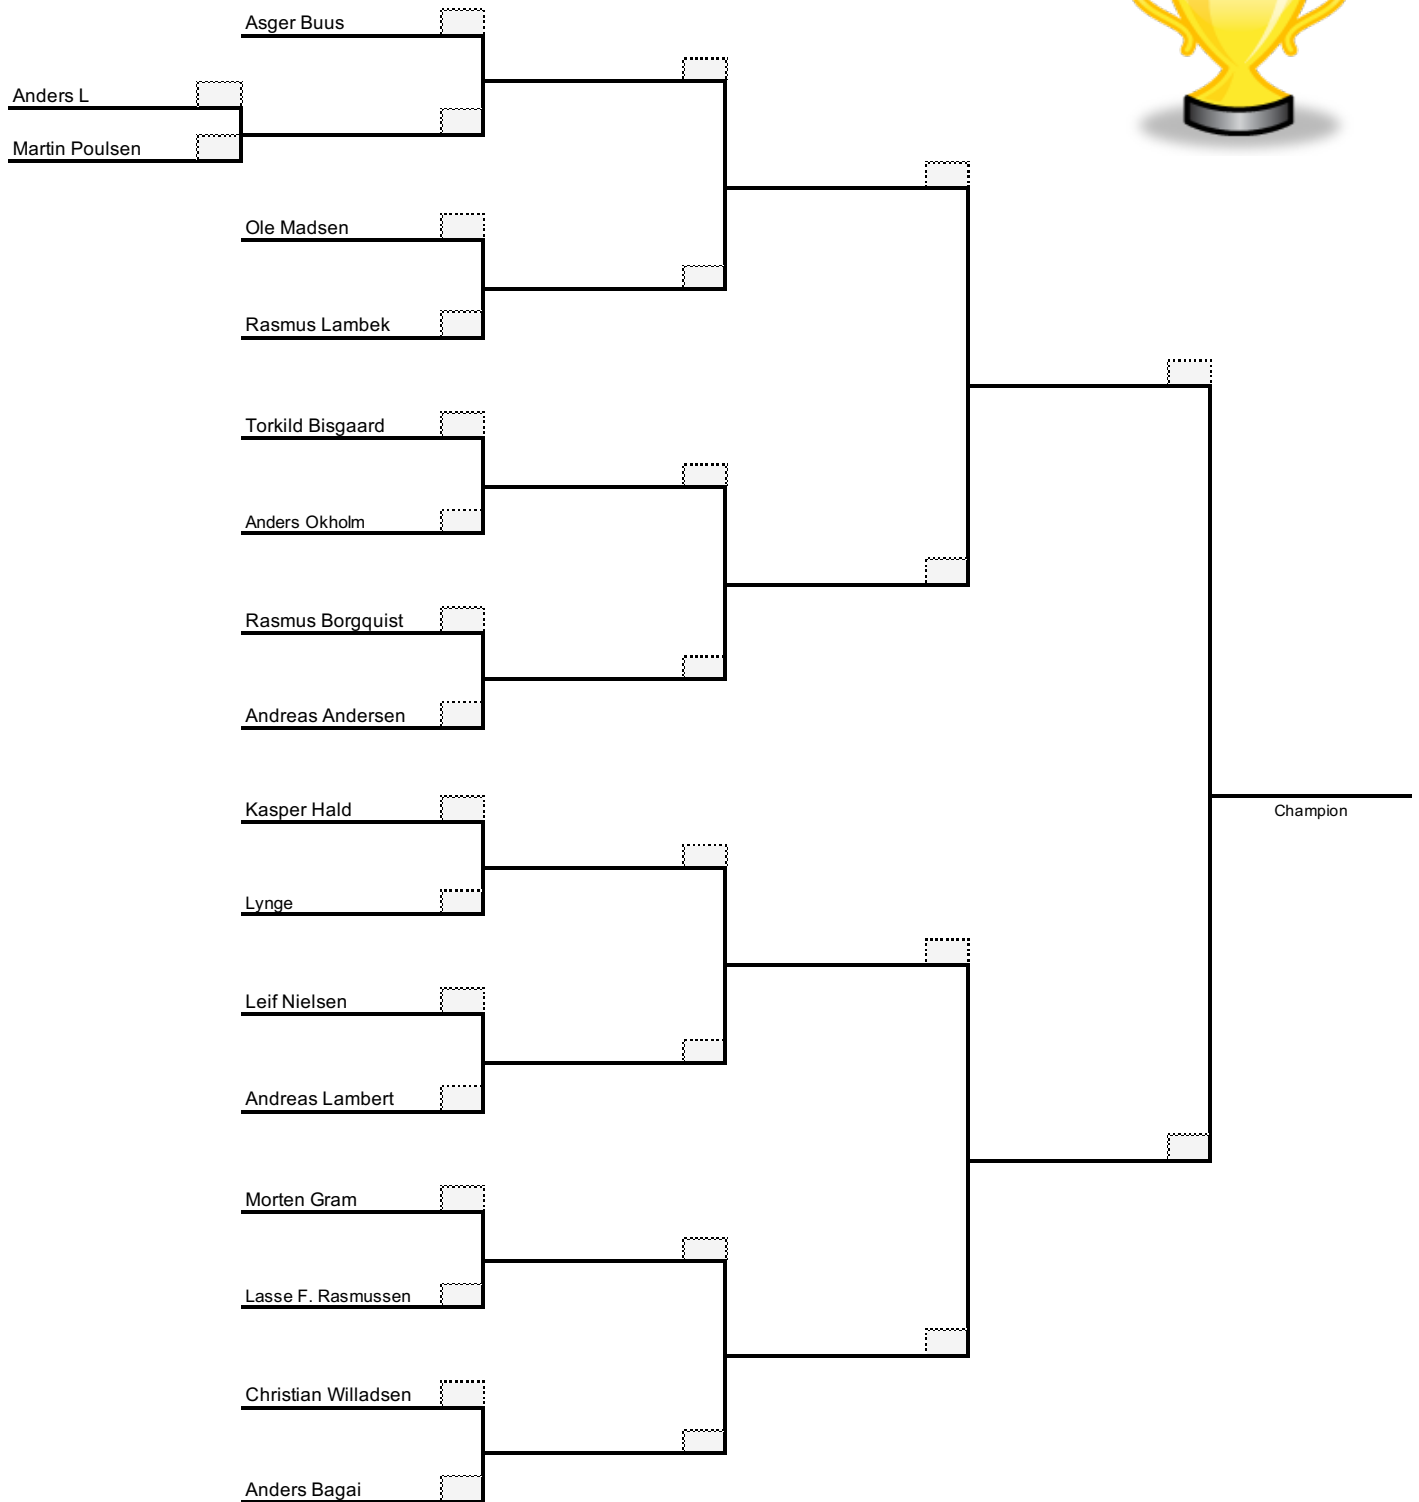 Asger Buus
Anders L
Martin Poulsen
Ole Madsen
Rasmus Lambek
Torkild Bisgaard
Anders Okholm
Rasmus Borgquist
Andreas Andersen
Kasper Hald
Champion
Lynge
Leif Nielsen
Andreas Lambert
Morten Gram
Lasse F. Rasmussen
Christian Willadsen
Anders Bagai